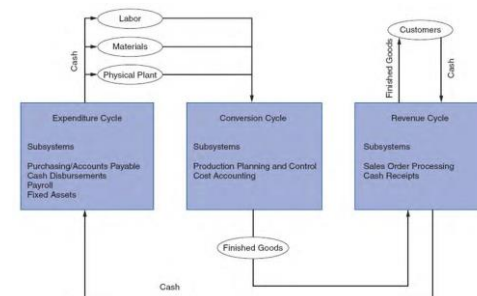 Labor
Materials
Physical Plant
Cash
Customers
Finished Goods
Cash
Expenditure Cycle
Subsystems
Purchasing/Accounts Payable
Cash Disbursements
Payroll
Fixed Assets
Conversion Cycle
Subsystems
Production Planning and Control
Cost Accounting
Revenue Cycle
Subsystems
Sales Order Processing
Cash Receipts
Finished Goods
Cash